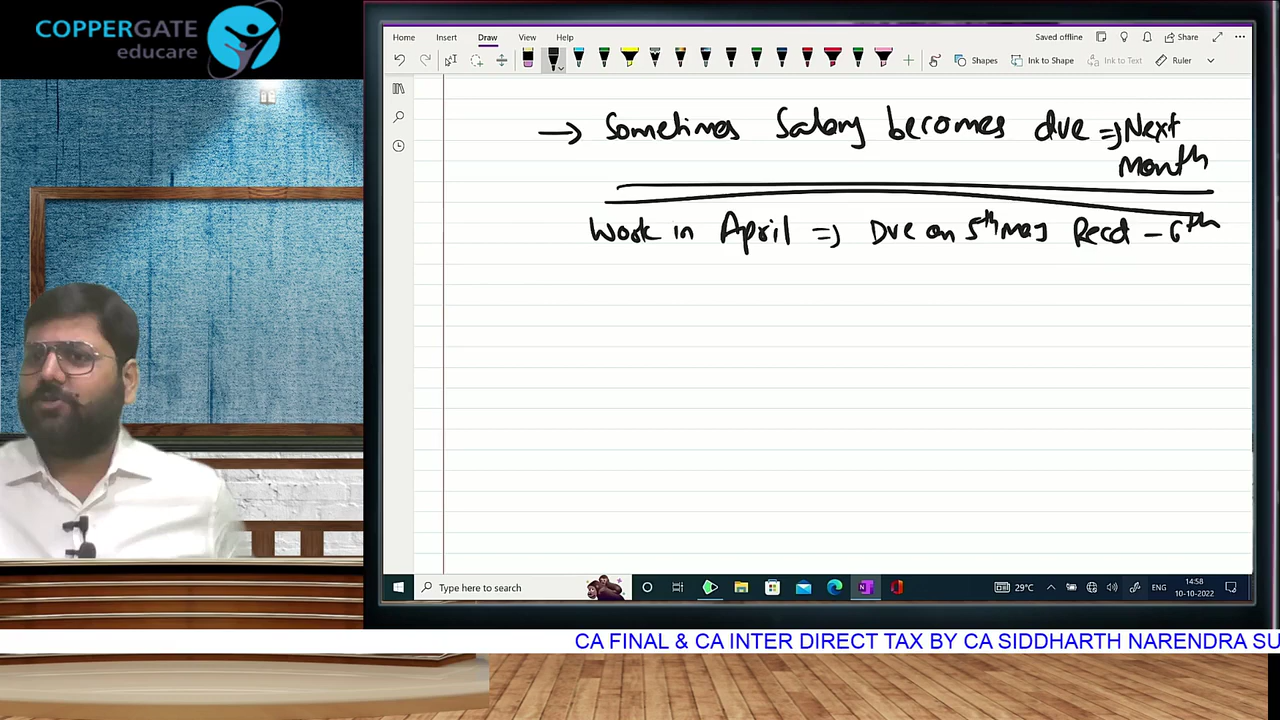 COPPERGATE
educare
Home Insert Draw View Help
Saved offline
Share
Shapes
Ink to Shape
Ink to Text
Ruler
→ Sometimes Salary becomes due ⇒ Next
Month
Work in April ⇒ Due on 5th May Recd - 6th
Type here to search
29°C
ENG
14:58
10-10-2022
CA FINAL & CA INTER DIRECT TAX BY CA SIDDHARTH NARENDRA SU